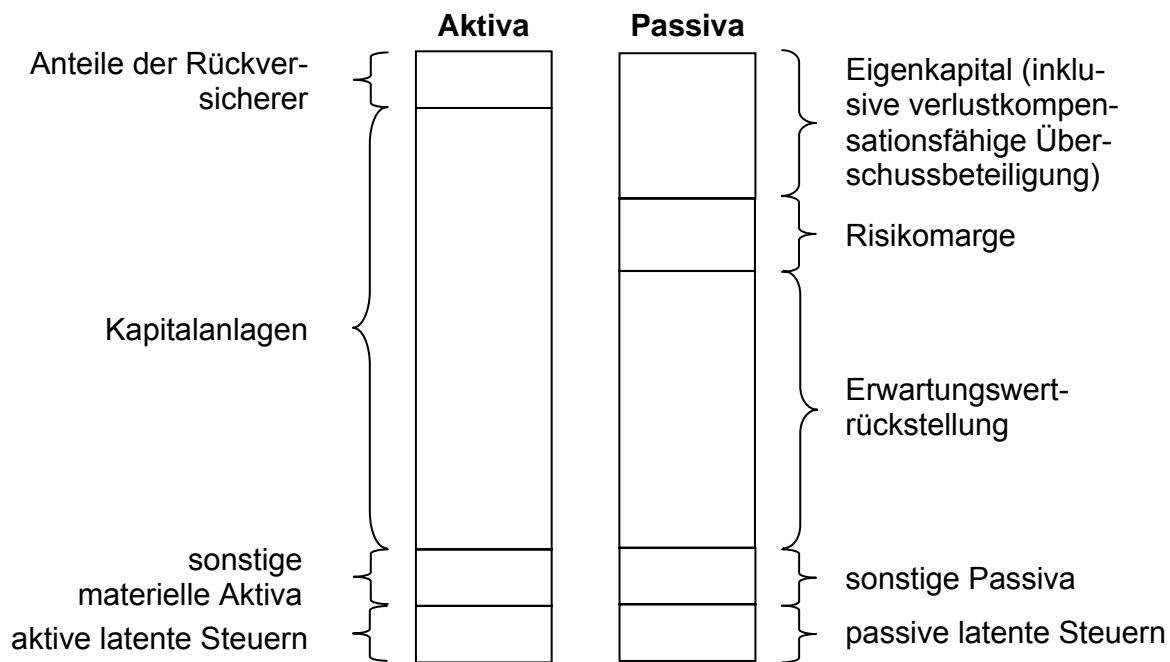 Aktiva
Passiva
Anteile der Rückver-
sicherer
Kapitalanlagen
sonstige
materielle Aktiva
aktive latente Steuern
Eigenkapital (inklu-
sive verlustkompen-
sationsfähige Über-
schussbeteiligung)
Risikomarge
Erwartungswert-
rückstellung
sonstige Passiva
passive latente Steuern